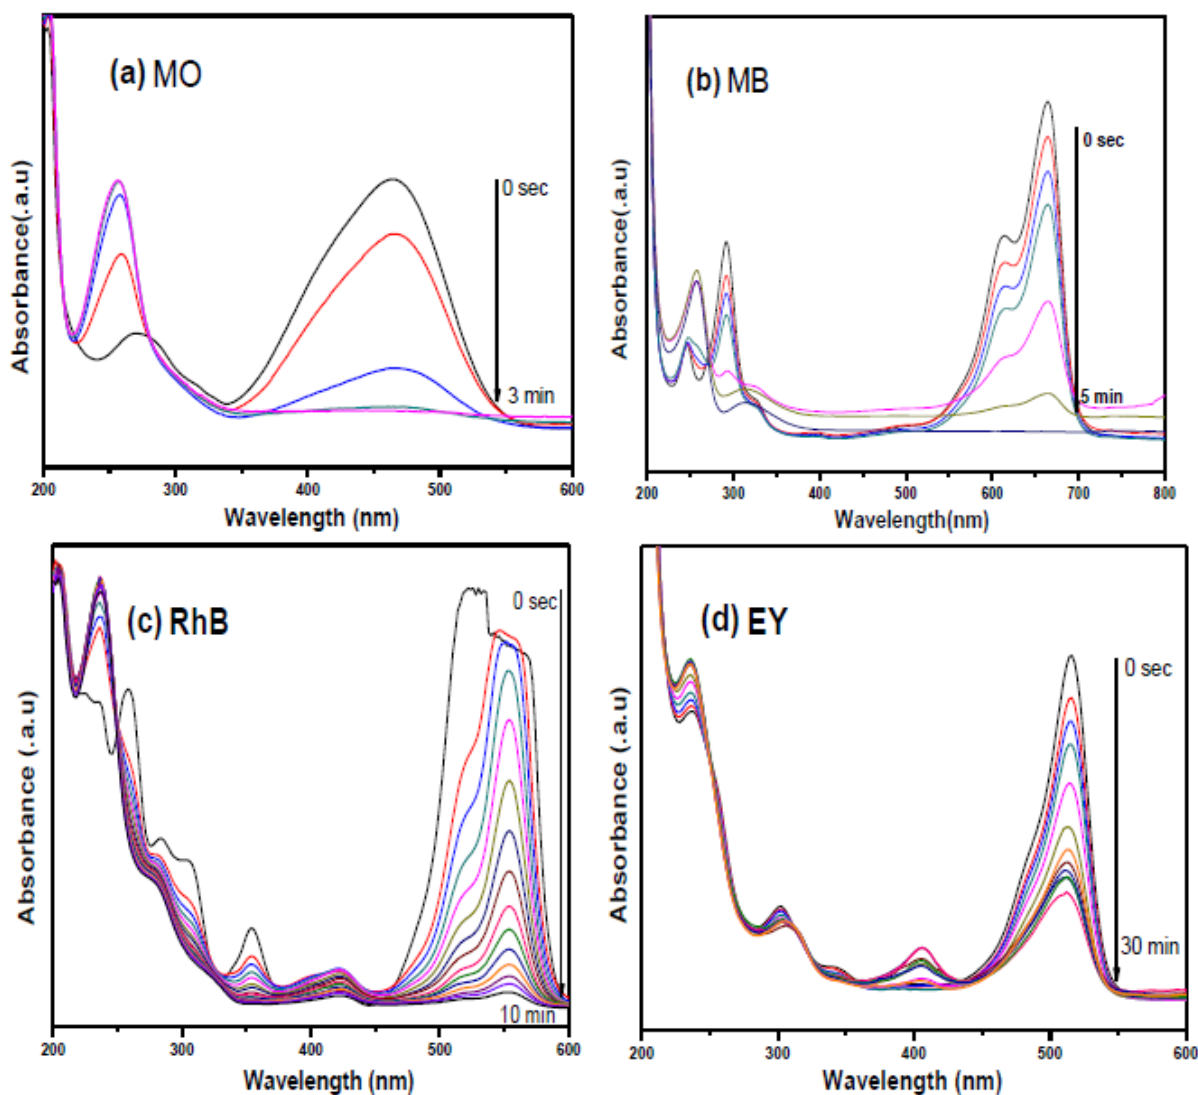 (a) MO
0 sec
3 min
Absorbance(.a.u)
200 300 400 500 600
Wavelength (nm)
(b) MB
0 sec
5 min
Absorbance(.a.u)
200 300 400 500 600 700 800
Wavelength(nm)
(c) RhB
0 sec
10 min
Absorbance (.a.u)
200 300 400 500 600
Wavelength (nm)
(d) EY
0 sec
30 min
Absorbance (.a.u)
200 300 400 500 600
Wavelength (nm)